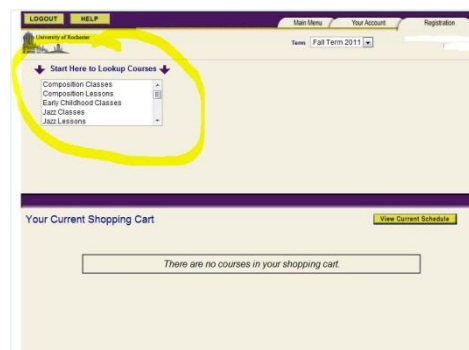 LOGOUT HELP Main Menu Your Account Registration
University of Rochester Term Fall Term 2011
Start Here to Lookup Courses
Composition Classes
Composition Lessons
Early Childhood Classes
Jazz Classes
Jazz Lessons
Your Current Shopping Cart View Current Schedule
There are no courses in your shopping cart.